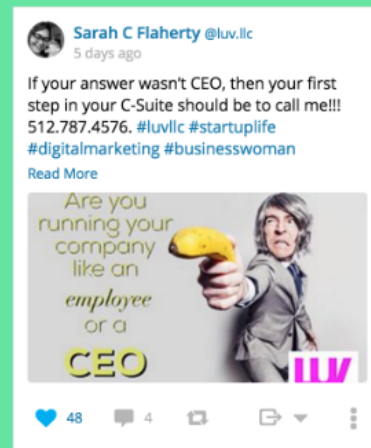 Sarah C Flaherty @luv.llc
5 days ago
If your answer wasn't CEO, then your first
step in your C-Suite should be to call me!!!
512.787.4576. #luvllc #startuplife
#digitalmarketing #businesswoman
Read More
Are you
running your
company
like an
employee
or a
CEO
LUV
48
4